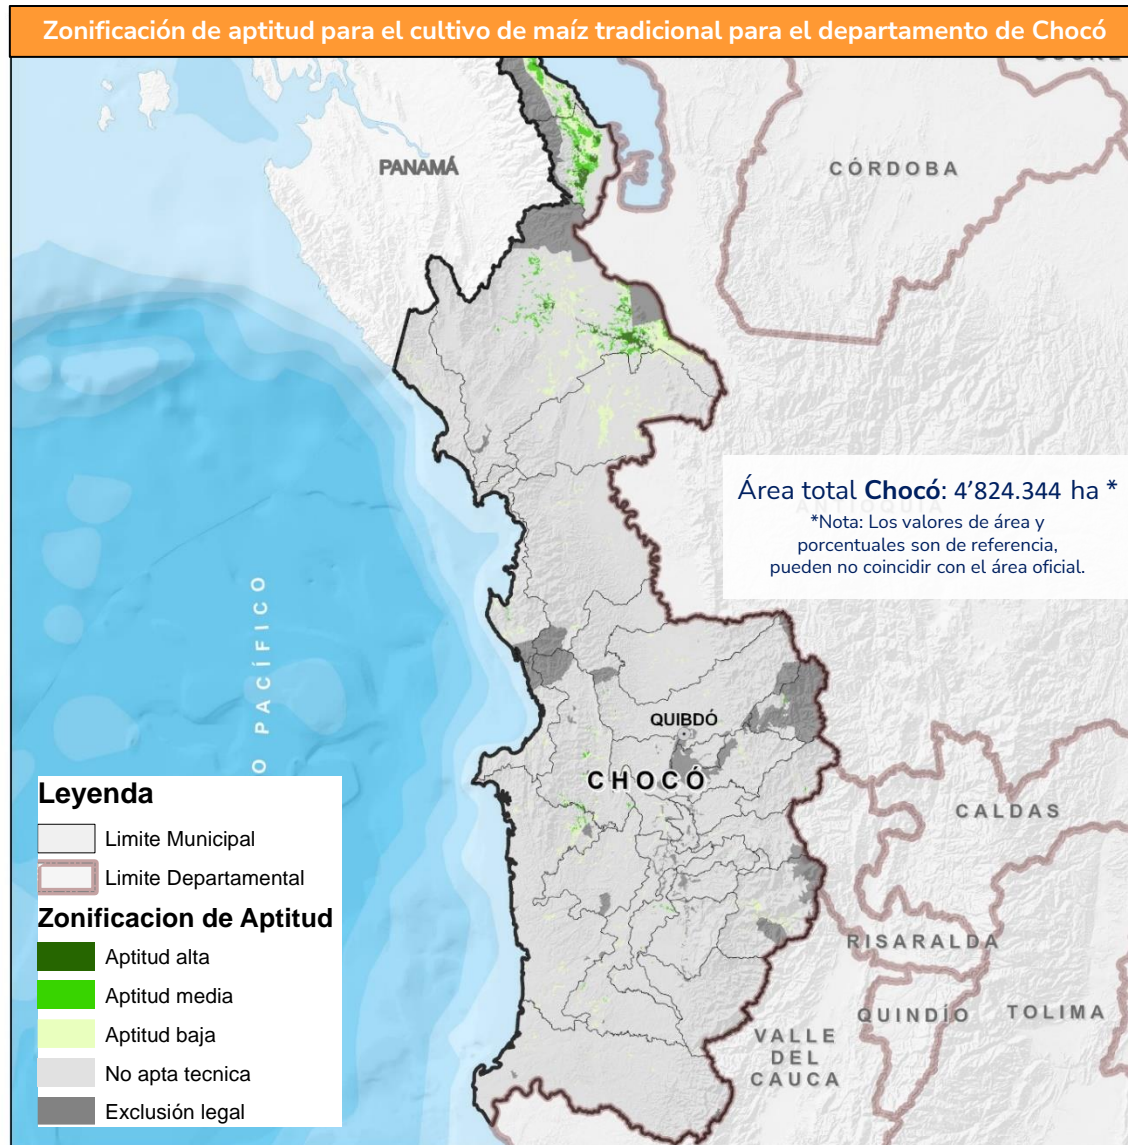 Zonificación de aptitud para el cultivo de maíz tradicional para el departamento de Chocó
PANAMÁ
CÓRDOBA
Área total Chocó: 4’824.344 ha *
ANTIOQUIA
*Nota: Los valores de área y
porcentuales son de referencia,
pueden no coincidir con el área oficial.
O PACÍFICO
QUIBDÓ
CHOCÓ
CALDAS
RISARALDA
QUINDÍO
TOLIMA
VALLE
DEL
CAUCA
Leyenda
Limite Municipal
Limite Departamental
Zonificacion de Aptitud
Aptitud alta
Aptitud media
Aptitud baja
No apta tecnica
Exclusión legal